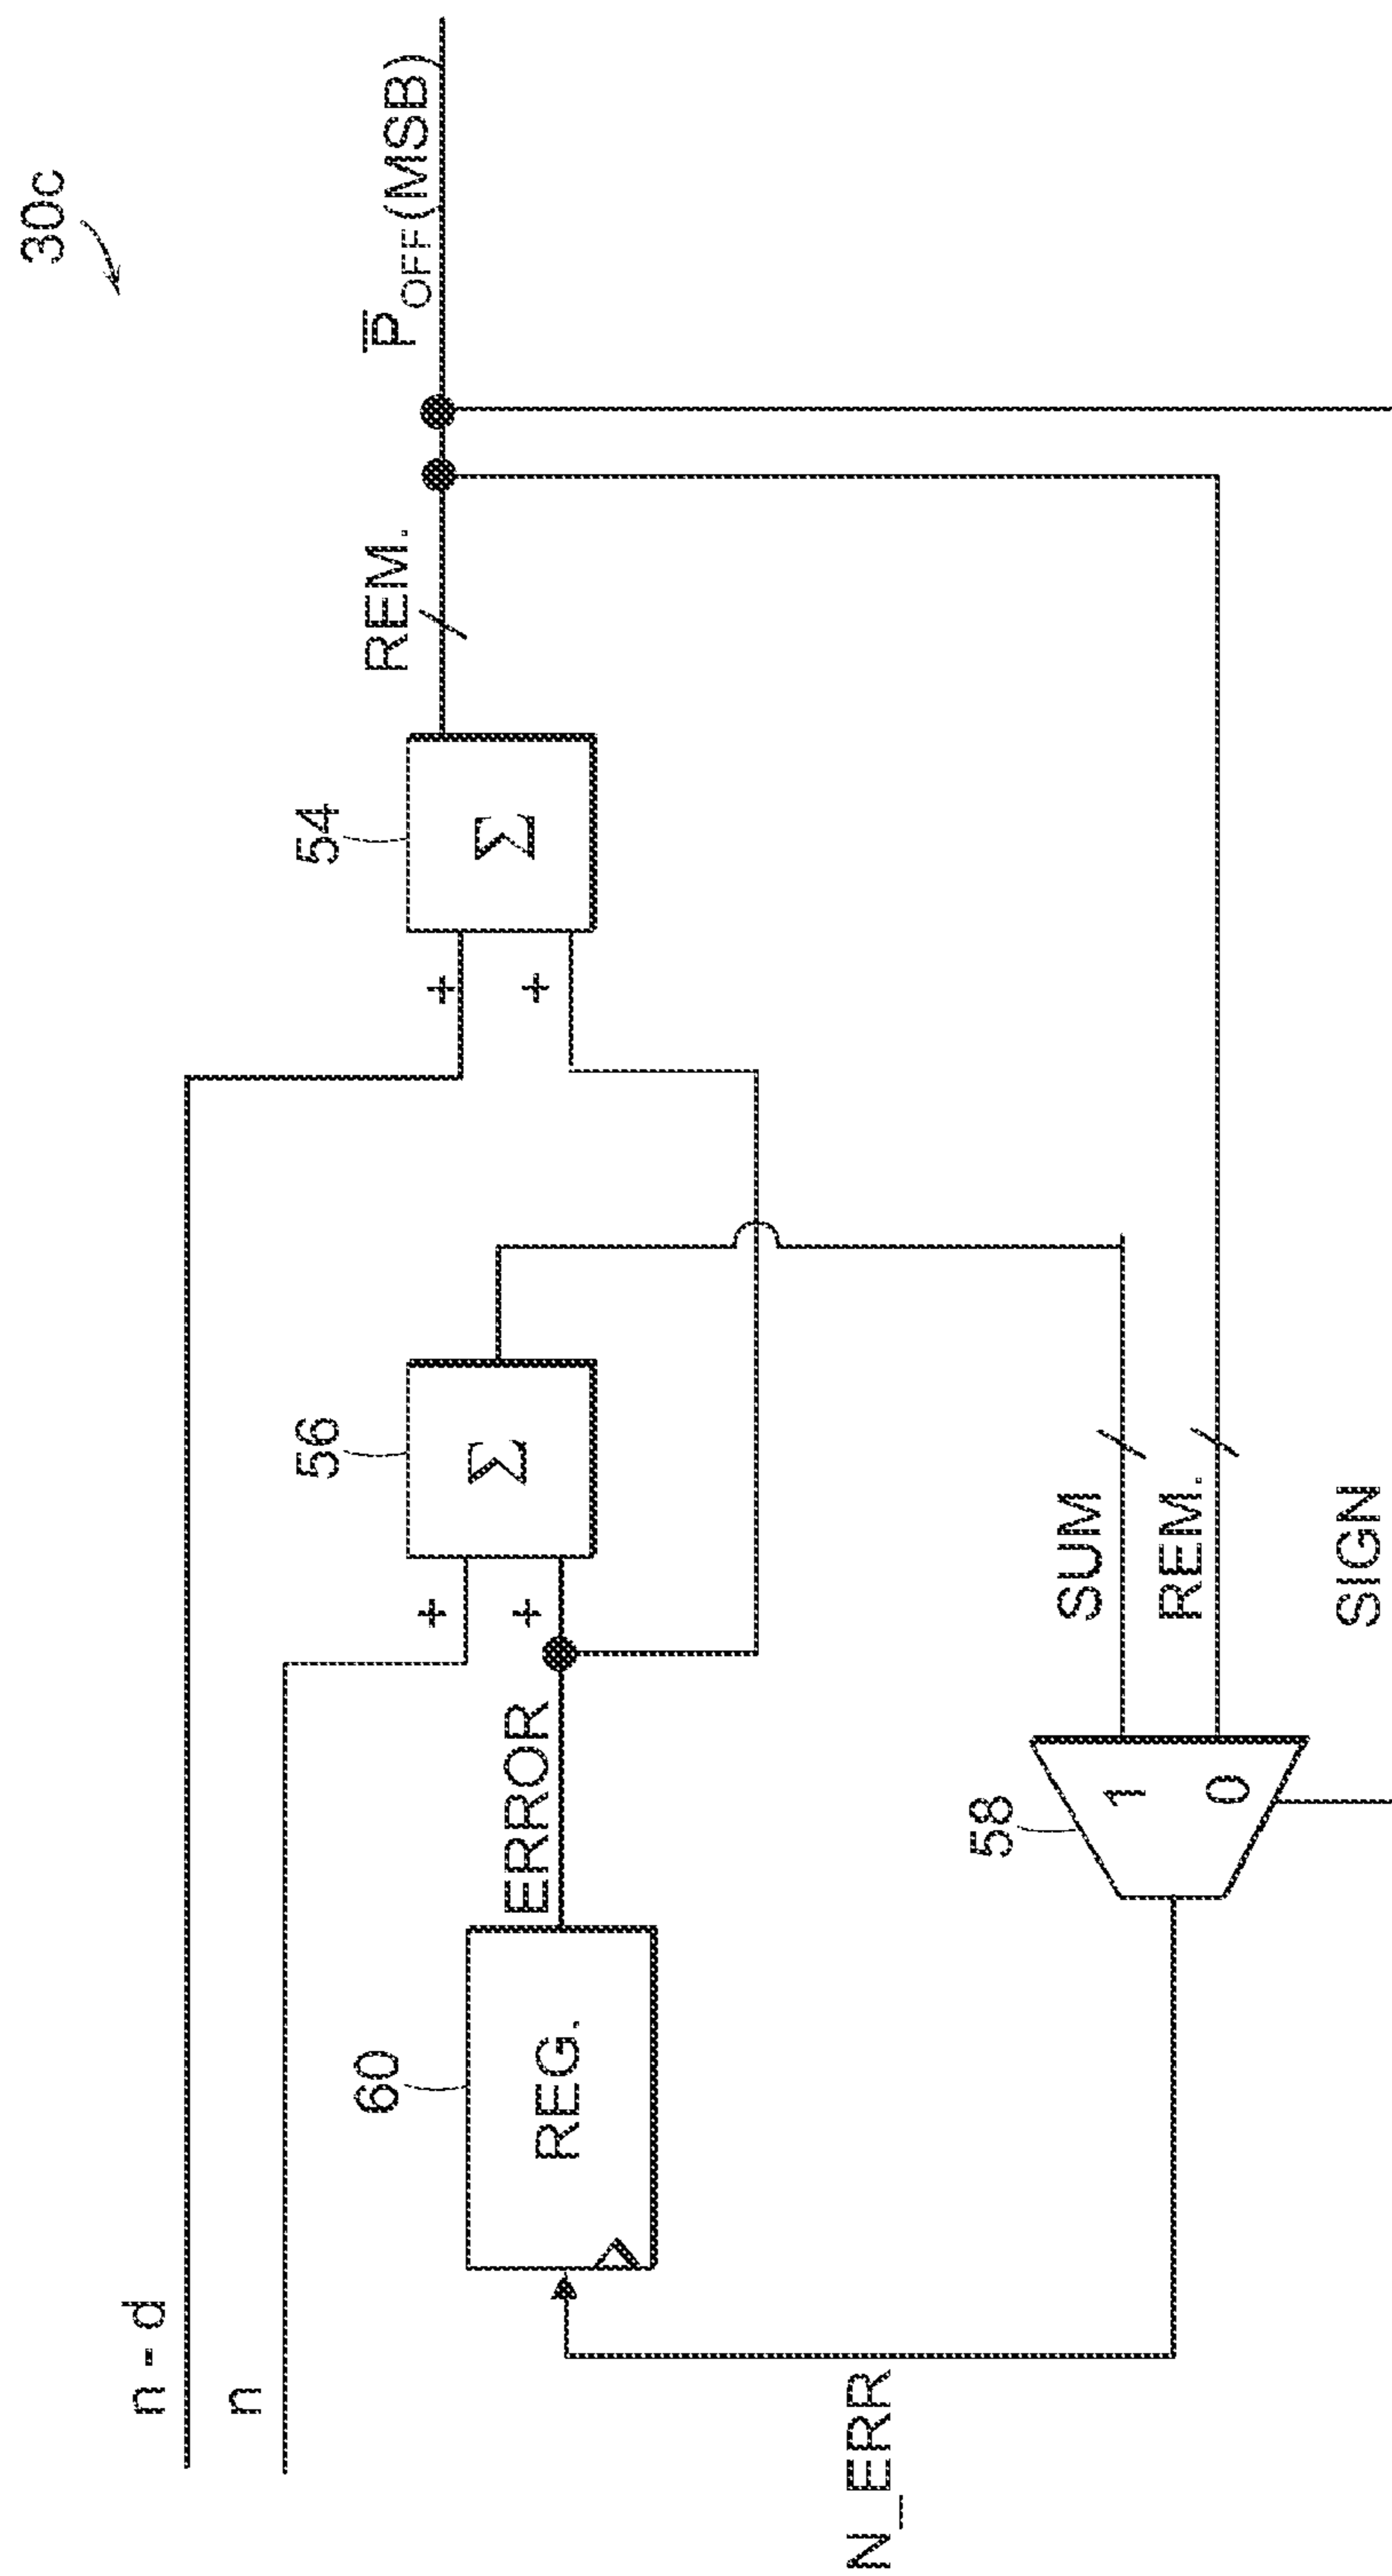 30c
n - d
n
P̅OFF(MSB)
REM.
54
Σ
+
+
56
Σ
+
+
ERROR
60
REG.
SUM
REM.
SIGN
58
1
0
N_ERR